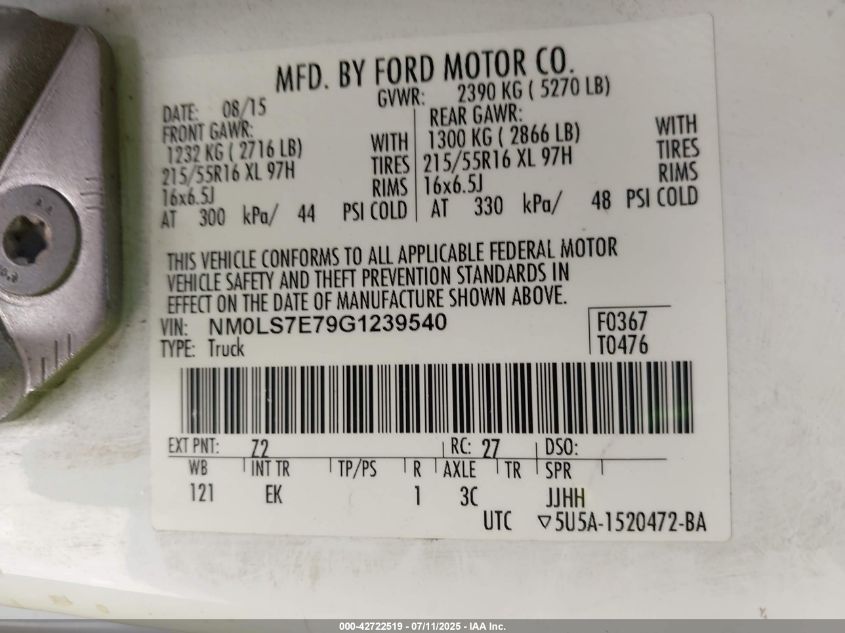 MFD. BY FORD MOTOR CO.
DATE: 08/15 GVWR: 2390 KG ( 5270 LB)
FRONT GAWR: REAR GAWR:
1232 KG ( 2716 LB) WITH 1300 KG ( 2866 LB) WITH
215/55R16 XL 97H TIRES 215/55R16 XL 97H TIRES
16x6.5J RIMS 16x6.5J RIMS
AT 300 kPa/ 44 PSI COLD AT 330 kPa/ 48 PSI COLD
THIS VEHICLE CONFORMS TO ALL APPLICABLE FEDERAL MOTOR
VEHICLE SAFETY AND THEFT PREVENTION STANDARDS IN
EFFECT ON THE DATE OF MANUFACTURE SHOWN ABOVE.
VIN: NM0LS7E79G1239540 F0367
TYPE: Truck T0476
EXT PNT: 72 RC: 27 DSO:
WB INT TR TP/PS R AXLE TR SPR
121 EK 1 3C JJHH
UTC ▽5U5A-1520472-BA
000-42722519 - 07/11/2025 - IAA Inc.